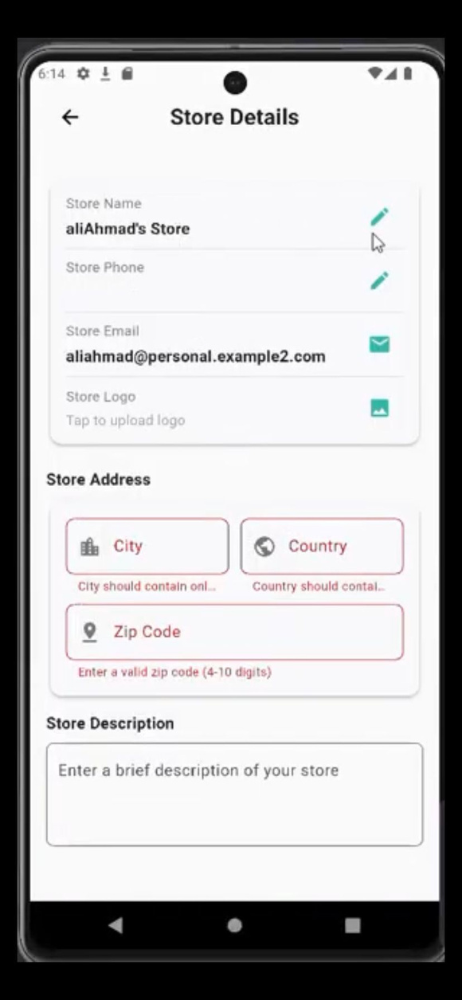 6:14
Store Details
Store Name
aliAhmad's Store
Store Phone
Store Email
aliahmad@personal.example2.com
Store Logo
Tap to upload logo
Store Address
City Country
City should contain onl... Country should contai...
Zip Code
Enter a valid zip code (4-10 digits)
Store Description
Enter a brief description of your store